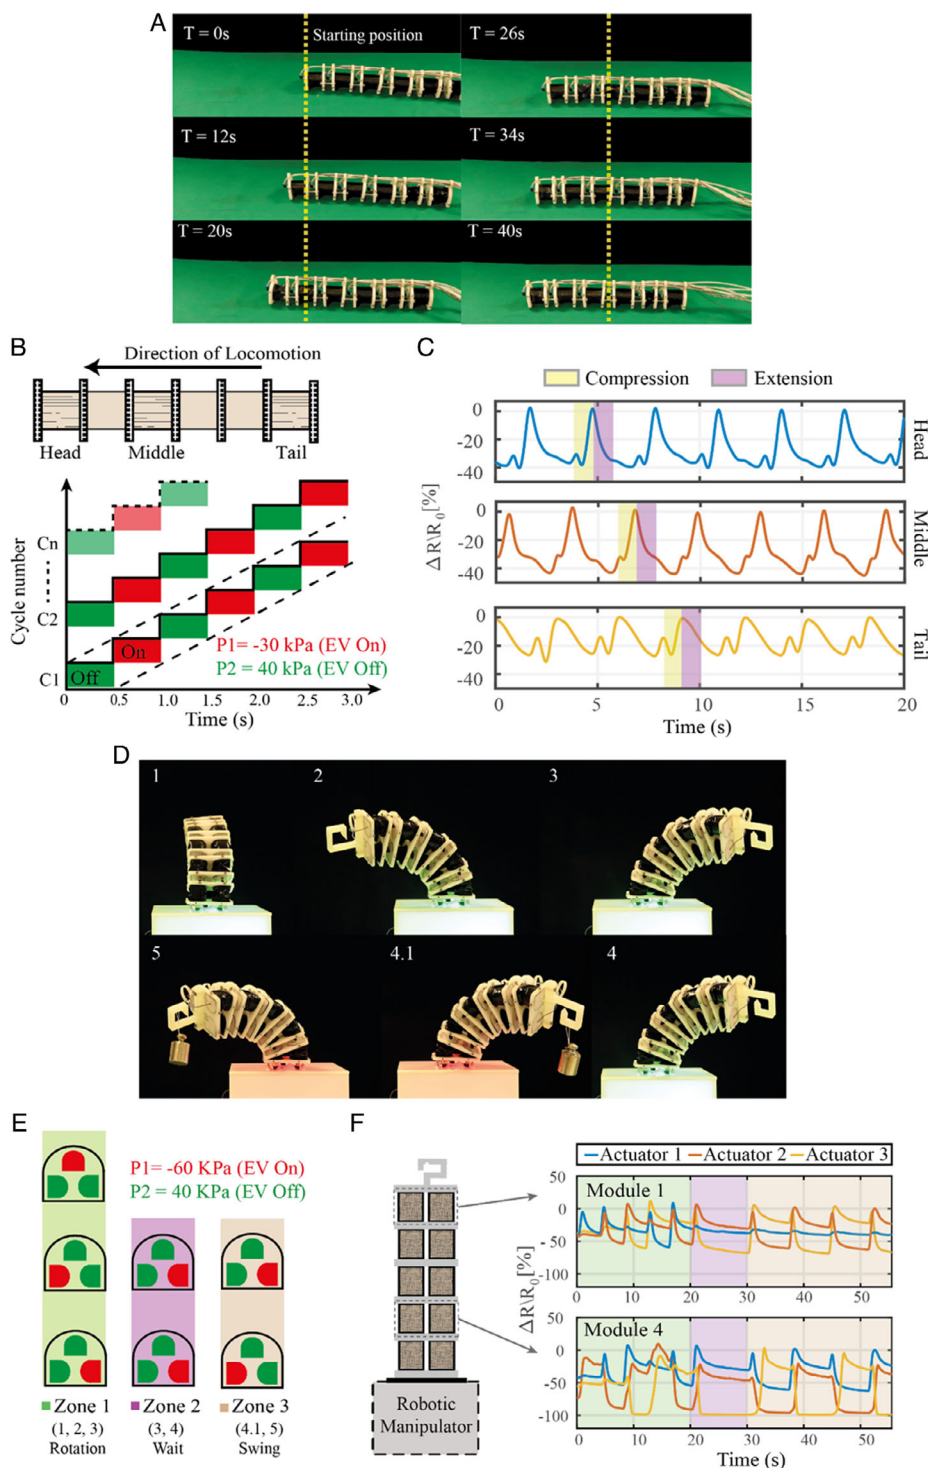 A
T = 0s
Starting position
T = 26s
T = 12s
T = 34s
T = 20s
T = 40s
B
Direction of Locomotion
Head
Middle
Tail
Cycle number
Cn
C2
C1
Off
On
P1= -30 kPa (EV On)
P2 = 40 kPa (EV Off)
0
0.5
1.0
1.5
2.0
2.5
3.0
Time (s)
C
Compression
Extension
ΔR\R0[%]
0
-20
-40
Head
0
-20
-40
Middle
0
-20
-40
Tail
0
5
10
15
20
Time (s)
D
1
2
3
5
4.1
4
E
P1= -60 KPa (EV On)
P2 = 40 KPa (EV Off)
Zone 1
(1, 2, 3)
Rotation
Zone 2
(3, 4)
Wait
Zone 3
(4.1, 5)
Swing
F
Robotic
Manipulator
Actuator 1
Actuator 2
Actuator 3
ΔR\R0[%]
Module 1
50
0
-
-100
0
10
20
30
40
50
Module 4
50
0
-50
-100
0
10
20
30
40
50
Time (s)